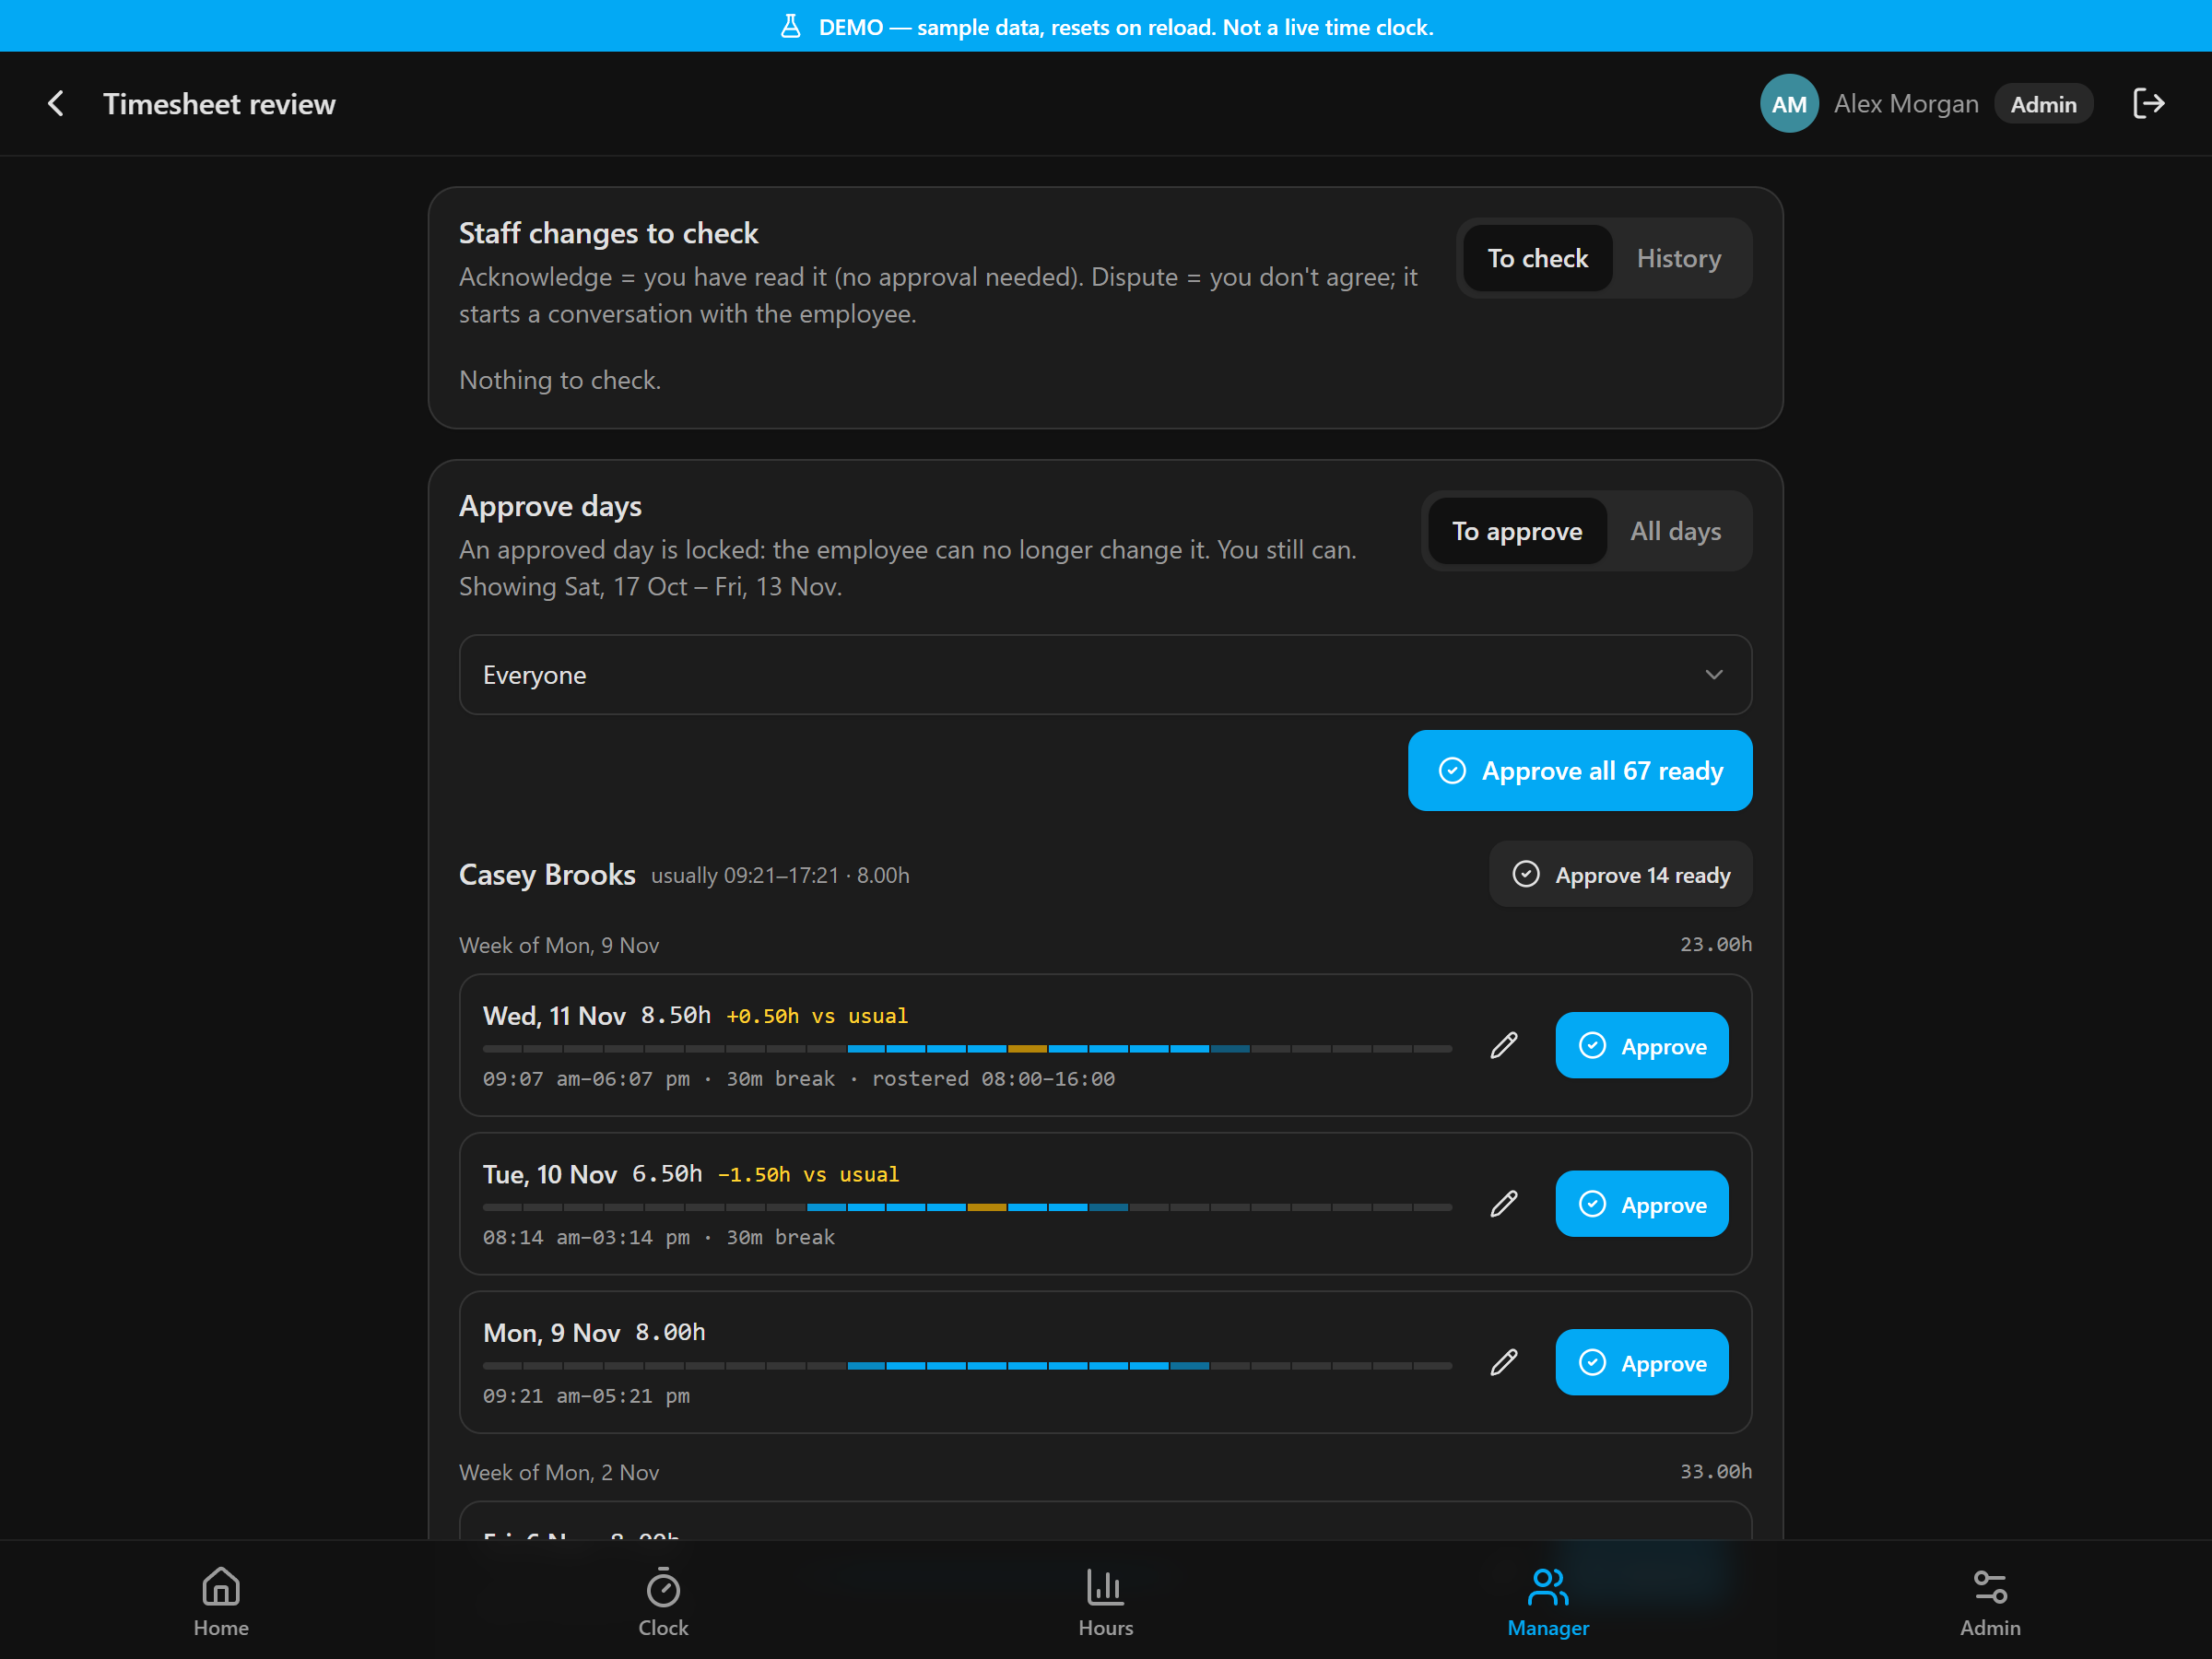 DEMO — sample data, resets on reload. Not a live time clock.
Timesheet review
AM Alex Morgan Admin
Staff changes to check
Acknowledge = you have read it (no approval needed). Dispute = you don't agree; it
starts a conversation with the employee.
To check History
Nothing to check.
Approve days
An approved day is locked: the employee can no longer change it. You still can.
Showing Sat, 17 Oct – Fri, 13 Nov.
To approve All days
Everyone
Approve all 67 ready
Casey Brooks usually 09:21–17:21 · 8.00h
Approve 14 ready
Week of Mon, 9 Nov 23.00h
Wed, 11 Nov 8.50h +0.50h vs usual
09:07 am–06:07 pm · 30m break · rostered 08:00–16:00
Approve
Tue, 10 Nov 6.50h −1.50h vs usual
08:14 am–03:14 pm · 30m break
Approve
Mon, 9 Nov 8.00h
09:21 am–05:21 pm
Approve
Week of Mon, 2 Nov 33.00h
Fri, 6 Nov 8.00h
Home
Clock
Hours
Manager
Admin